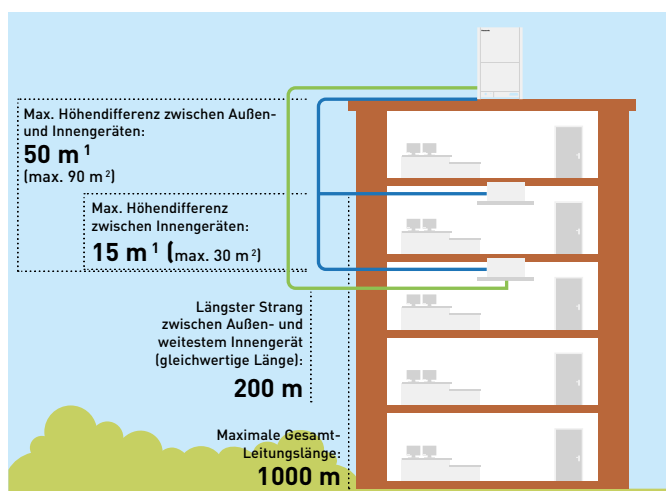 Max. Höhendifferenz zwischen Außen-
und Innengeräten:
50 m ¹
(max. 90 m ²)
Max. Höhendifferenz
zwischen Innengeräten:
15 m ¹ (max. 30 m ²)
Längster Strang
zwischen Außen- und
weitestem Innengerät
(gleichwertige Länge):
200 m
Maximale Gesamt-
Leitungslänge:
1000 m